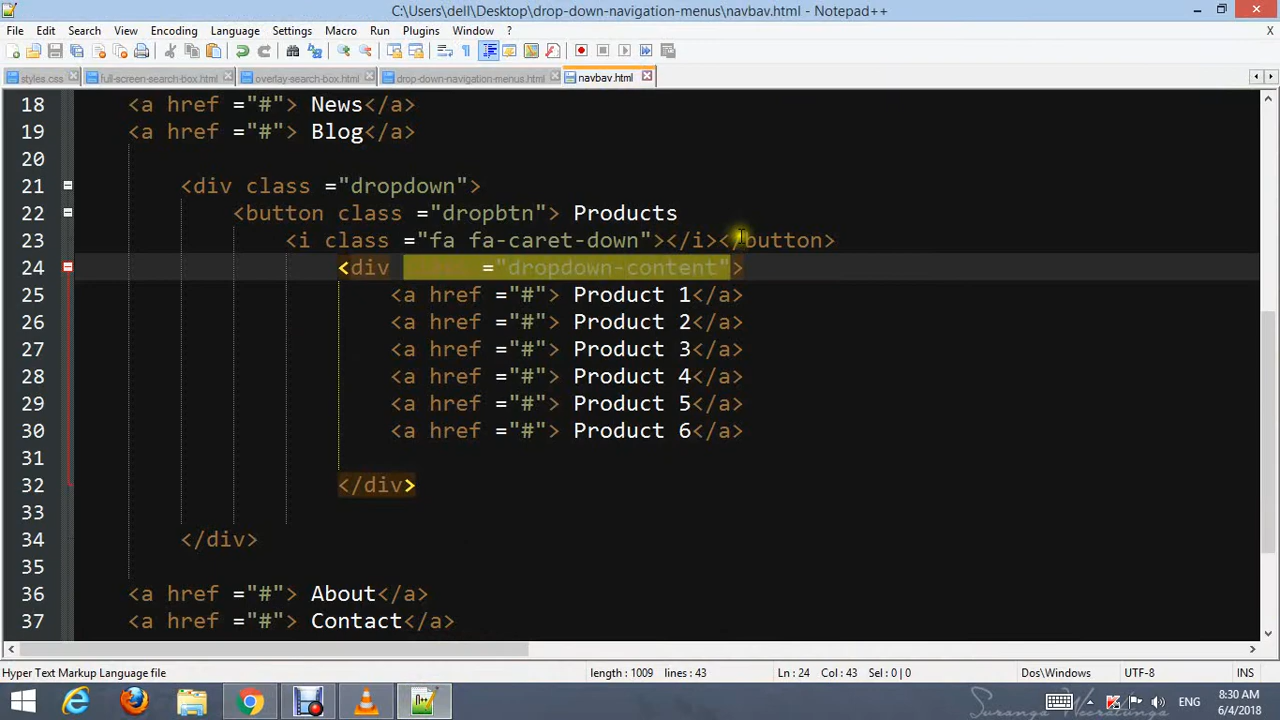 C:\Users\dell\Desktop\drop-down-navigation-menus\navbav.html - Notepad++
File Edit Search View Encoding Language Settings Macro Run Plugins Window ? X
styles.css full-screen-search-box.html overlay-search-box.html drop-down-navigation-menus.html navbav.html
18 <a href ="#"> News</a>
19 <a href ="#"> Blog</a>
20
21 <div class ="dropdown">
22 <button class ="dropbtn"> Products
23 <i class ="fa fa-caret-down"></i></button>
24 <div class ="dropdown-content">
25 <a href ="#"> Product 1</a>
26 <a href ="#"> Product 2</a>
27 <a href ="#"> Product 3</a>
28 <a href ="#"> Product 4</a>
29 <a href ="#"> Product 5</a>
30 <a href ="#"> Product 6</a>
31
32 </div>
33
34 </div>
35
36 <a href ="#"> About</a>
37 <a href ="#"> Contact</a>
Hyper Text Markup Language file length : 1009 lines : 43 Ln : 24 Col : 43 Sel : 0 | 0 Dos\Windows UTF-8 INS
ENG
8:30 AM
6/4/2018
Suranga Weeratunga